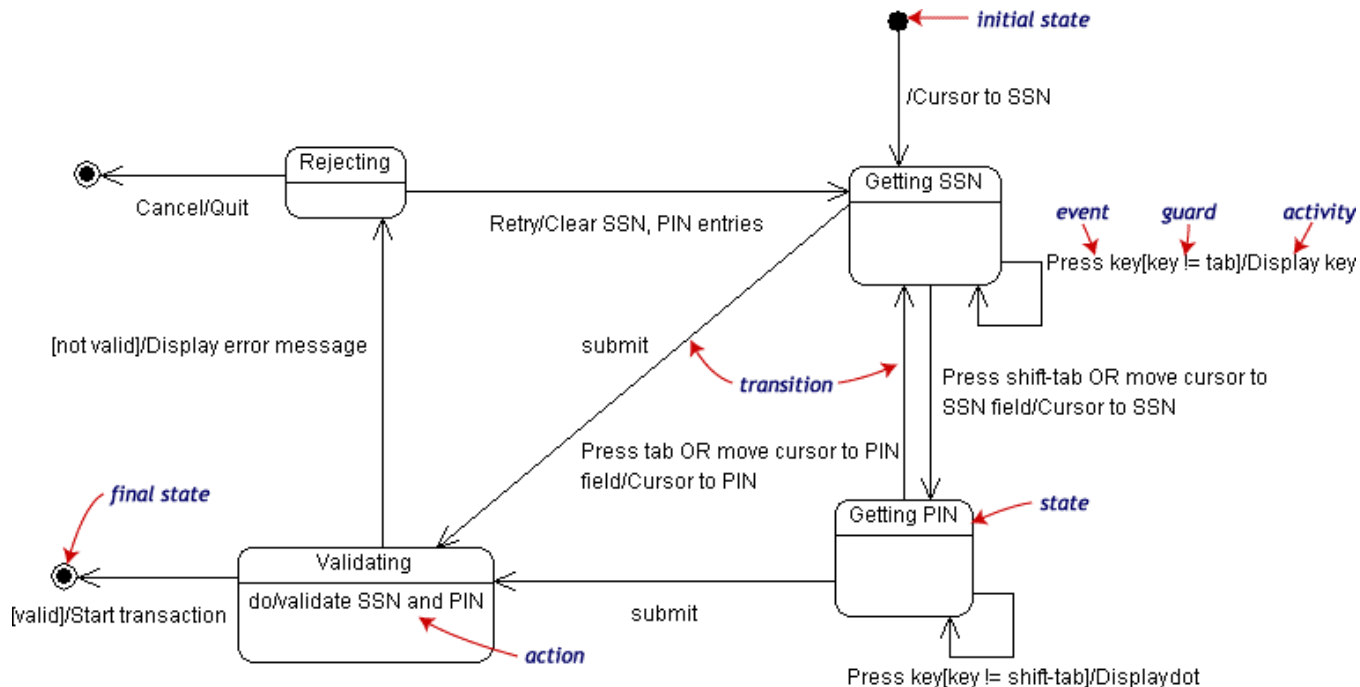 initial state
/Cursor to SSN
Rejecting
Getting SSN
Cancel/Quit
Retry/Clear SSN, PIN entries
event
guard
activity
Press key[key != tab]/Display key
[not valid]/Display error message
submit
transition
Press shift-tab OR move cursor to
SSN field/Cursor to SSN
Press tab OR move cursor to PIN
field/Cursor to PIN
final state
Getting PIN
state
Validating
do/validate SSN and PIN
[valid]/Start transaction
submit
action
Press key[key != shift-tab]/Displaydot